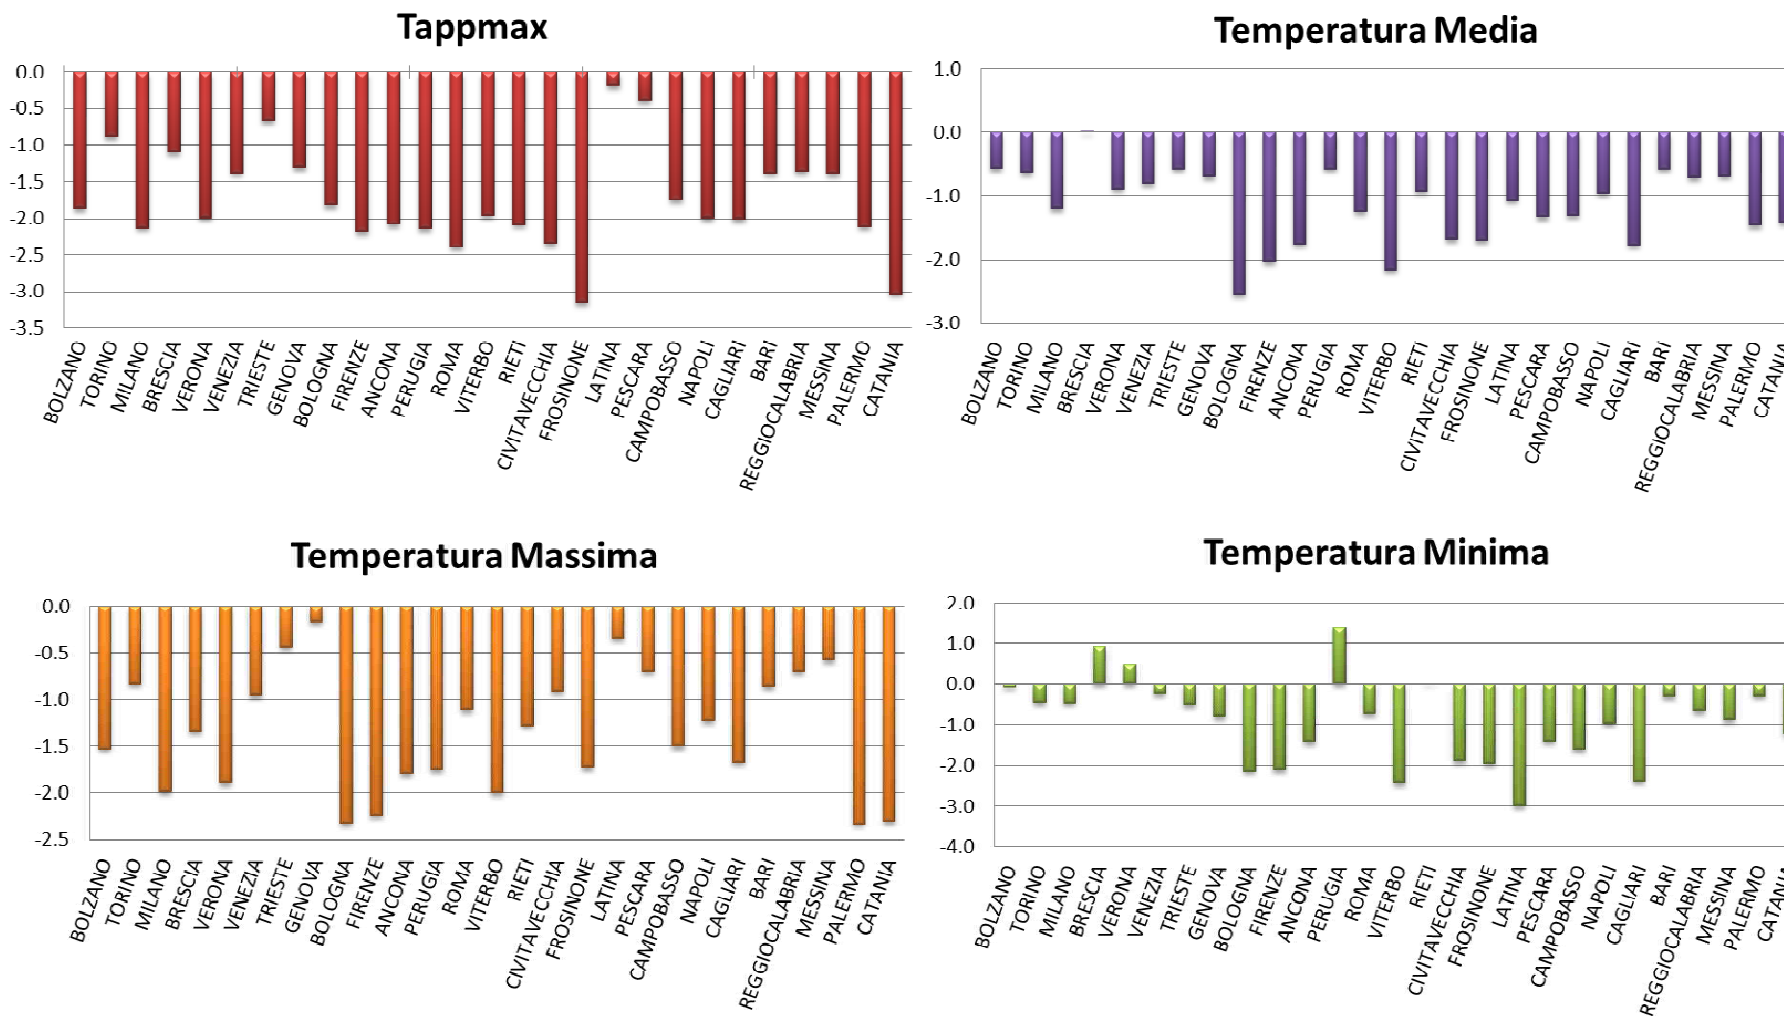 Tappmax
0.0
-0.5
-1.0
-1.5
-2.0
-2.5
-3.0
-3.5
BOLZANO
TORINO
MILANO
BRESCIA
VERONA
VENEZIA
TRIESTE
GENOVA
BOLOGNA
FIRENZE
ANCONA
PERUGIA
ROMA
VITERBO
RIETI
CIVITAVECCHIA
FROSINONE
LATINA
PESCARA
CAMPOBASSO
NAPOLI
CAGLIARI
BARI
REGGIOCALABRIA
MESSINA
PALERMO
CATANIA
Temperatura Media
1.0
0.0
-1.0
-2.0
-3.0
BOLZANO
TORINO
MILANO
BRESCIA
VERONA
VENEZIA
TRIESTE
GENOVA
BOLOGNA
FIRENZE
ANCONA
PERUGIA
ROMA
VITERBO
RIETI
CIVITAVECCHIA
FROSINONE
LATINA
PESCARA
CAMPOBASSO
NAPOLI
CAGLIARI
BARI
REGGIOCALABRIA
MESSINA
PALERMO
CATANIA
Temperatura Massima
0.0
-0.5
-1.0
-1.5
-2.0
-2.5
BOLZANO
TORINO
MILANO
BRESCIA
VERONA
VENEZIA
TRIESTE
GENOVA
BOLOGNA
FIRENZE
ANCONA
PERUGIA
ROMA
VITERBO
RIETI
CIVITAVECCHIA
FROSINONE
LATINA
PESCARA
CAMPOBASSO
NAPOLI
CAGLIARI
BARI
REGGIOCALABRIA
MESSINA
PALERMO
CATANIA
Temperatura Minima
2.0
1.0
0.0
-1.0
-2.0
-3.0
-4.0
BOLZANO
TORINO
MILANO
BRESCIA
VERONA
VENEZIA
TRIESTE
GENOVA
BOLOGNA
FIRENZE
ANCONA
PERUGIA
ROMA
VITERBO
RIETI
CIVITAVECCHIA
FROSINONE
LATINA
PESCARA
CAMPOBASSO
NAPOLI
CAGLIARI
BARI
REGGIOCALABRIA
MESSINA
PALERMO
CATANIA